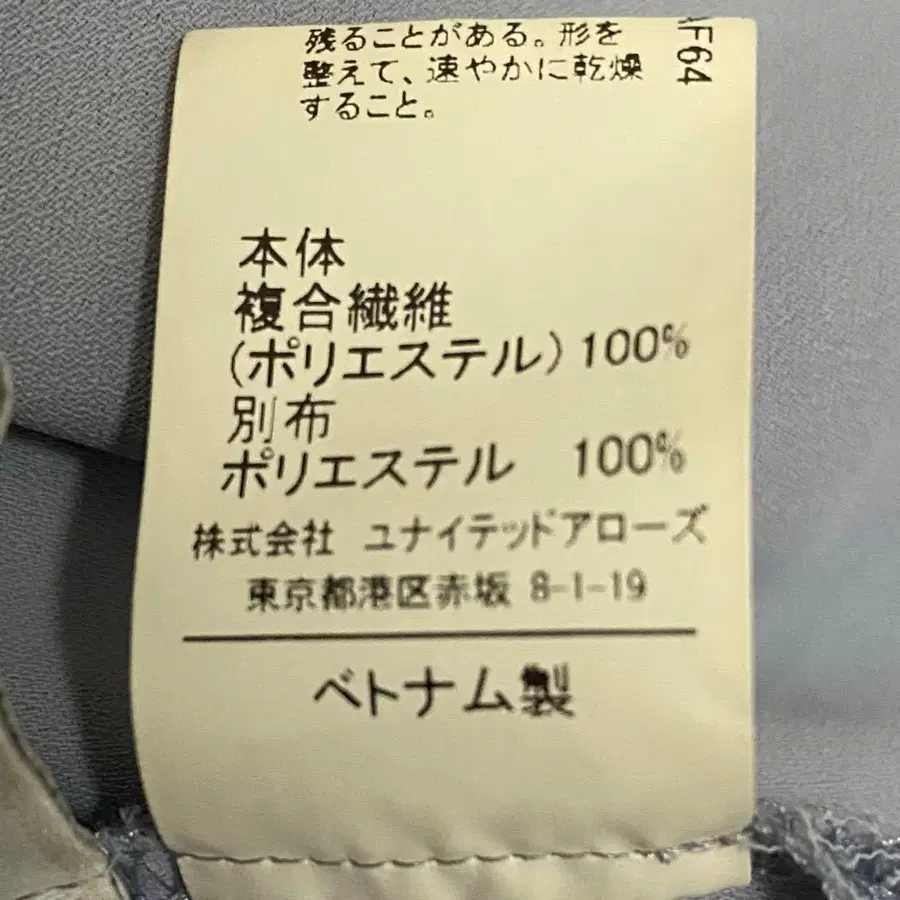 残ることがある。形を
整えて、速やかに乾燥
すること。
F64
本体
複合繊維
(ポリエステル) 100%
別布
ポリエステル 100%
株式会社 ユナイテッドアローズ
東京都港区赤坂 8-1-19
ベトナム製